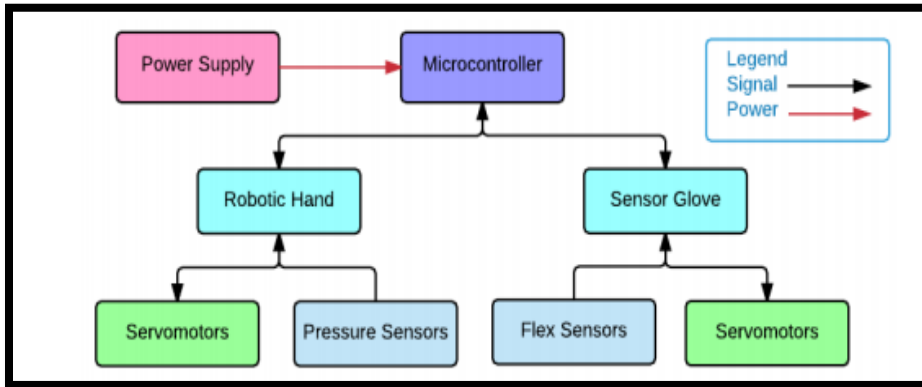 Power Supply
Microcontroller
Legend
Signal
Power
Robotic Hand
Sensor Glove
Servomotors
Pressure Sensors
Flex Sensors
Servomotors